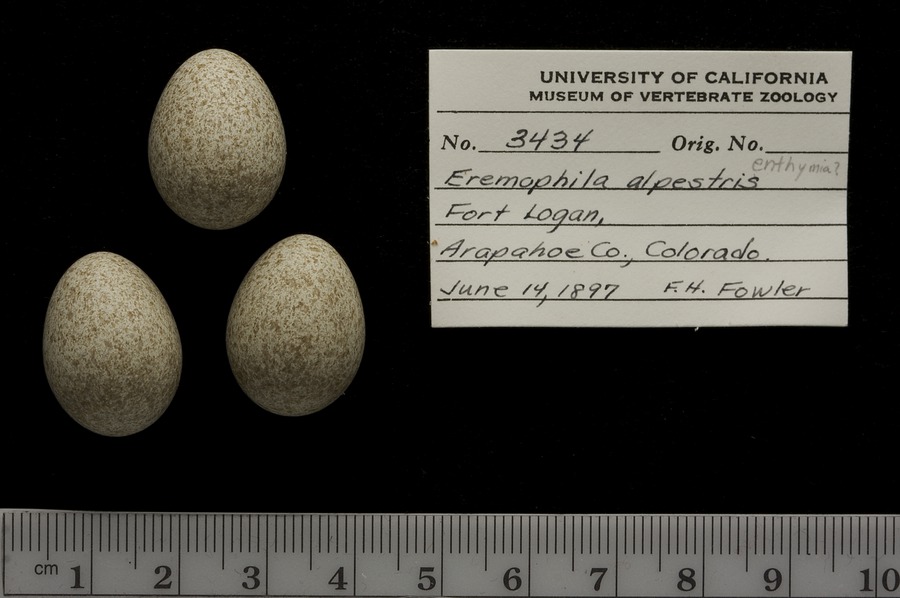 UNIVERSITY OF CALIFORNIA
MUSEUM OF VERTEBRATE ZOOLOGY
No. 3434 Orig. No.
enthymia?
Eremophila alpestris
Fort Logan,
Arapahoe Co., Colorado.
June 14, 1897 F.H. Fowler
cm 1 2 3 4 5 6 7 8 9 10